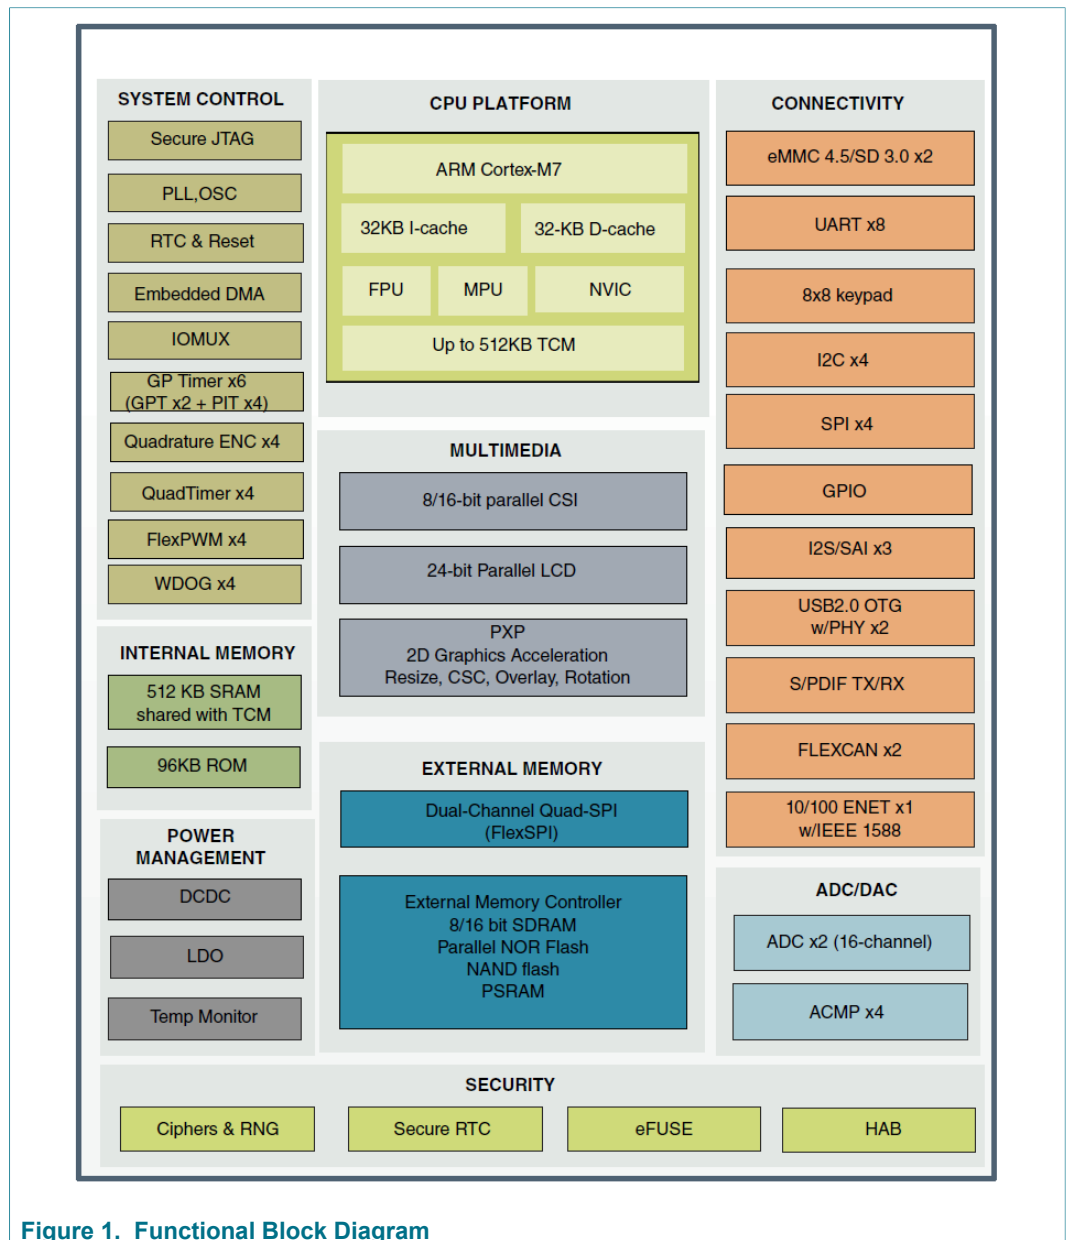 SYSTEM CONTROL
Secure JTAG
PLL,OSC
RTC & Reset
Embedded DMA
IOMUX
GP Timer x6
(GPT x2 + PIT x4)
Quadrature ENC x4
QuadTimer x4
FlexPWM x4
WDOG x4
INTERNAL MEMORY
512 KB SRAM
shared with TCM
96KB ROM
POWER
MANAGEMENT
DCDC
LDO
Temp Monitor
CPU PLATFORM
ARM Cortex-M7
32KB I-cache
32-KB D-cache
FPU
MPU
NVIC
Up to 512KB TCM
MULTIMEDIA
8/16-bit parallel CSI
24-bit Parallel LCD
PXP
2D Graphics Acceleration
Resize, CSC, Overlay, Rotation
EXTERNAL MEMORY
Dual-Channel Quad-SPI
(FlexSPI)
External Memory Controller
8/16 bit SDRAM
Parallel NOR Flash
NAND flash
PSRAM
CONNECTIVITY
eMMC 4.5/SD 3.0 x2
UART x8
8x8 keypad
I2C x4
SPI x4
GPIO
I2S/SAI x3
USB2.0 OTG
w/PHY x2
S/PDIF TX/RX
FLEXCAN x2
10/100 ENET x1
w/IEEE 1588
ADC/DAC
ADC x2 (16-channel)
ACMP x4
SECURITY
Ciphers & RNG
Secure RTC
eFUSE
HAB
Figure 1. Functional Block Diagram